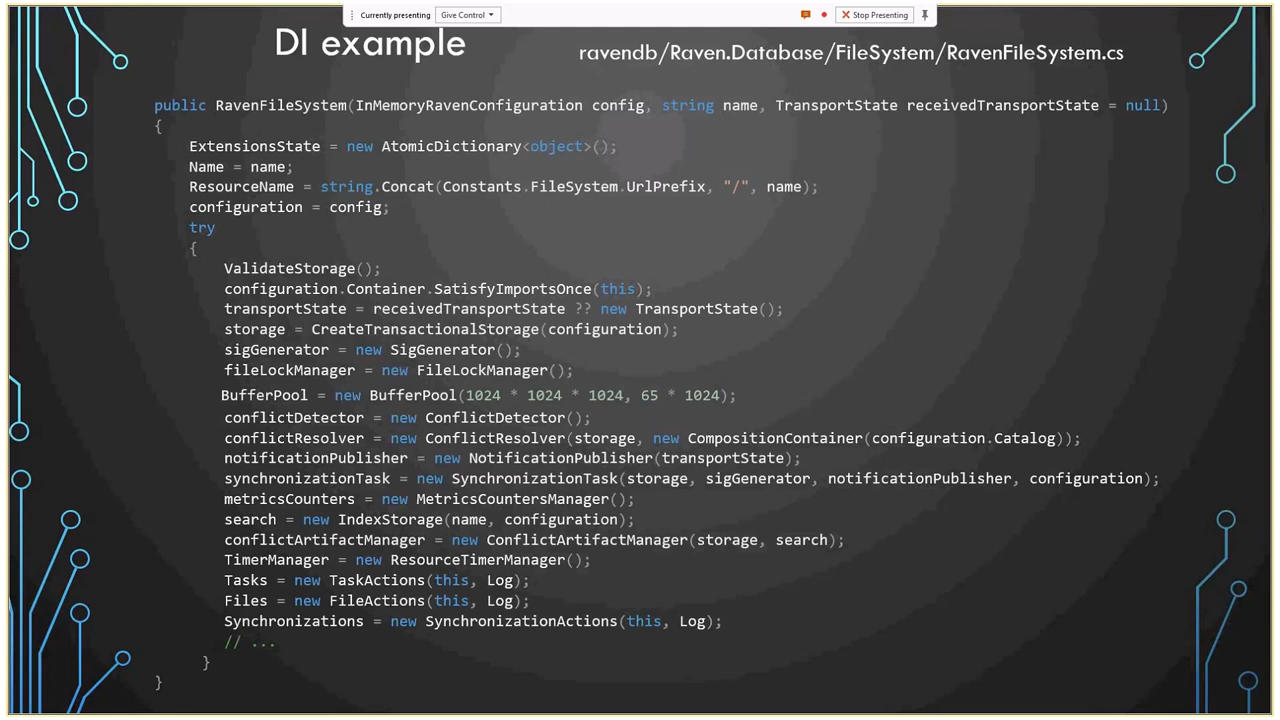 Currently presenting Give Control Stop Presenting
DI example
ravendb/Raven.Database/FileSystem/RavenFileSystem.cs
public RavenFileSystem(InMemoryRavenConfiguration config, string name, TransportState receivedTransportState = null)
{
ExtensionsState = new AtomicDictionary<object>();
Name = name;
ResourceName = string.Concat(Constants.FileSystem.UrlPrefix, "/", name);
configuration = config;
try
{
ValidateStorage();
configuration.Container.SatisfyImportsOnce(this);
transportState = receivedTransportState ?? new TransportState();
storage = CreateTransactionalStorage(configuration);
sigGenerator = new SigGenerator();
fileLockManager = new FileLockManager();
BufferPool = new BufferPool(1024 * 1024 * 1024, 65 * 1024);
conflictDetector = new ConflictDetector();
conflictResolver = new ConflictResolver(storage, new CompositionContainer(configuration.Catalog));
notificationPublisher = new NotificationPublisher(transportState);
synchronizationTask = new SynchronizationTask(storage, sigGenerator, notificationPublisher, configuration);
metricsCounters = new MetricsCountersManager();
search = new IndexStorage(name, configuration);
conflictArtifactManager = new ConflictArtifactManager(storage, search);
TimerManager = new ResourceTimerManager();
Tasks = new TaskActions(this, Log);
Files = new FileActions(this, Log);
Synchronizations = new SynchronizationActions(this, Log);
// ...
}
}